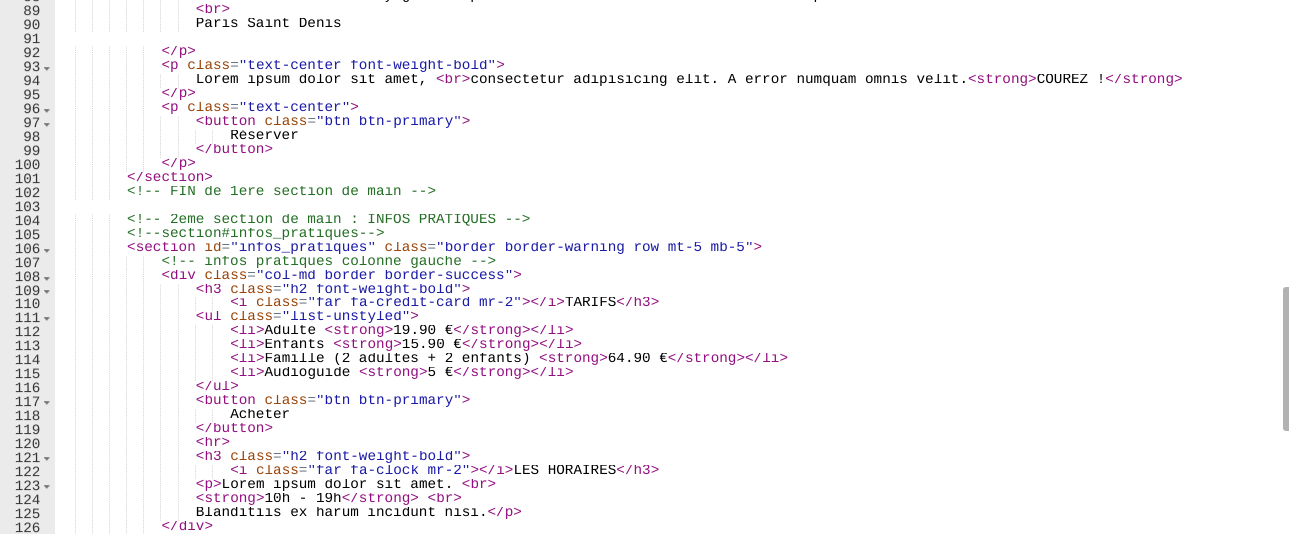 89 <br>
90 Paris Saint Denis
91
92 </p>
93 <p class="text-center font-weight-bold">
94 Lorem ipsum dolor sit amet, <br>consectetur adipisicing elit. A error numquam omnis velit.<strong>COUREZ !</strong>
95 </p>
96 <p class="text-center">
97 <button class="btn btn-primary">
98 Réserver
99 </button>
100 </p>
101 </section>
102 <!-- FIN de 1ere section de main -->
103
104 <!-- 2eme section de main : INFOS PRATIQUES -->
105 <!--section#infos_pratiques-->
106 <section id="infos_pratiques" class="border border-warning row mt-5 mb-5">
107 <!-- infos pratiques colonne gauche -->
108 <div class="col-md border border-success">
109 <h3 class="h2 font-weight-bold">
110 <i class="far fa-credit-card mr-2"></i>TARIFS</h3>
111 <ul class="list-unstyled">
112 <li>Adulte <strong>19.90 €</strong></li>
113 <li>Enfants <strong>15.90 €</strong></li>
114 <li>Famille (2 adultes + 2 enfants) <strong>64.90 €</strong></li>
115 <li>Audioguide <strong>5 €</strong></li>
116 </ul>
117 <button class="btn btn-primary">
118 Acheter
119 </button>
120 <hr>
121 <h3 class="h2 font-weight-bold">
122 <i class="far fa-clock mr-2"></i>LES HORAIRES</h3>
123 <p>Lorem ipsum dolor sit amet. <br>
124 <strong>10h - 19h</strong> <br>
125 Blanditiis ex harum incidunt nisi.</p>
126 </div>